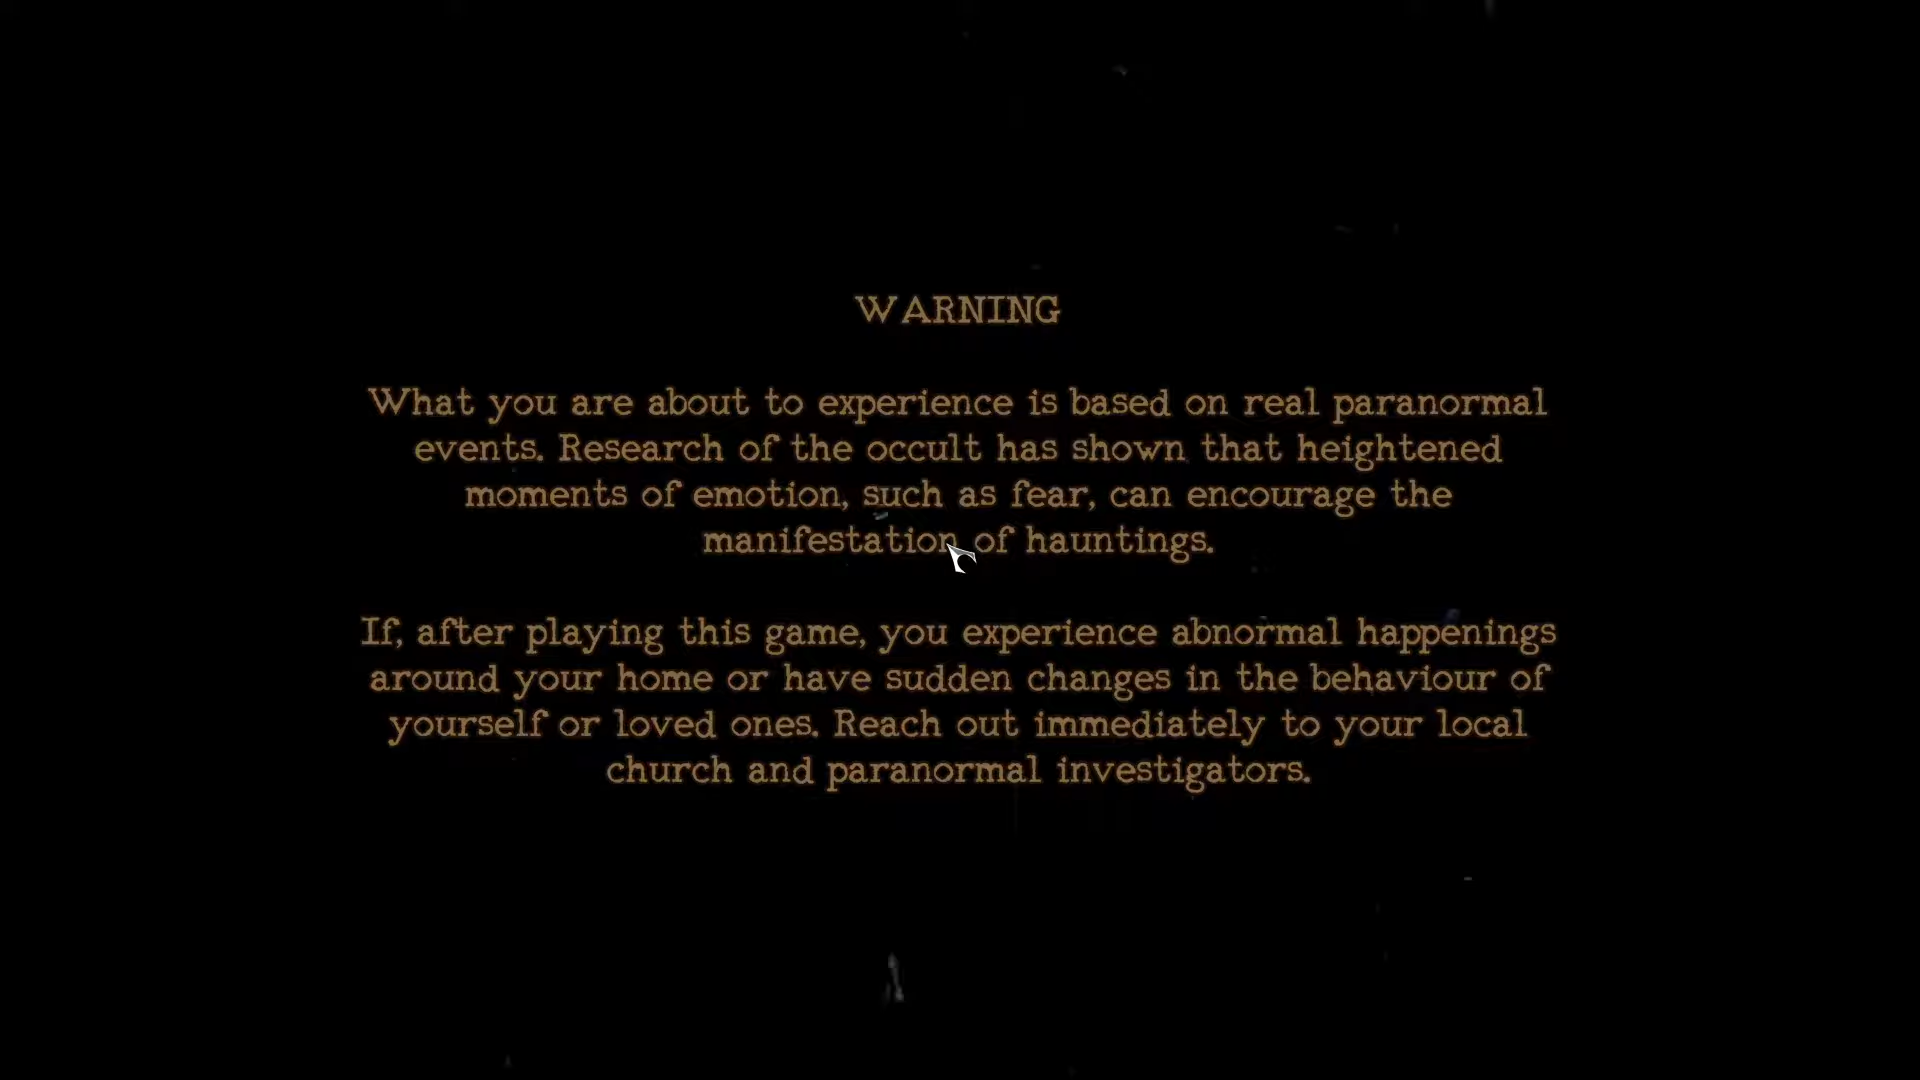 WARNING
What you are about to experience is based on real paranormal
events. Research of the occult has shown that heightened
moments of emotion, such as fear, can encourage the
manifestation of hauntings.
If, after playing this game, you experience abnormal happenings
around your home or have sudden changes in the behaviour of
yourself or loved ones. Reach out immediately to your local
church and paranormal investigators.